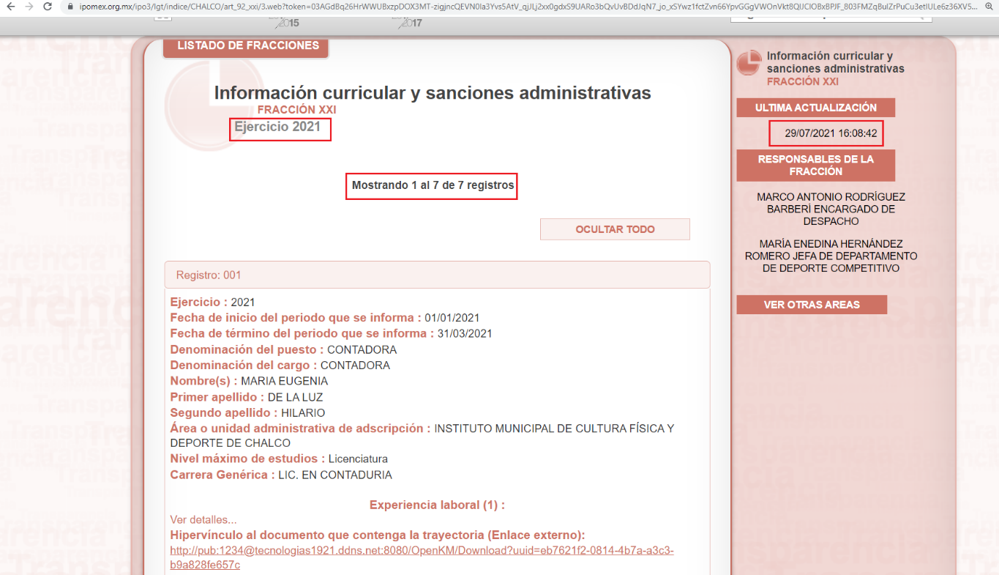 ipomex.org.mx/ipo3/lgt/indice/CHALCO/art_92_xxi/3.web?token=
2015
2017
LISTADO DE FRACCIONES
Información curricular y sanciones administrativas
FRACCIÓN XXI
Ejercicio 2021
Mostrando 1 al 7 de 7 registros
OCULTAR TODO
Registro: 001
Ejercicio : 2021
Fecha de inicio del periodo que se informa : 01/01/2021
Fecha de término del periodo que se informa : 31/03/2021
Denominación del puesto : CONTADORA
Denominación del cargo : CONTADORA
Nombre(s) : MARIA EUGENIA
Primer apellido : DE LA LUZ
Segundo apellido : HILARIO
Área o unidad administrativa de adscripción : INSTITUTO MUNICIPAL DE CULTURA FÍSICA Y
DEPORTE DE CHALCO
Nivel máximo de estudios : Licenciatura
Carrera Genérica : LIC. EN CONTADURIA
Experiencia laboral (1) :
Ver detalles...
Hipervínculo al documento que contenga la trayectoria (Enlace externo):
http://pub:1234@tecnologias1921.ddns.net:8080/OpenKM/Download?uuid=eb7621f2-0814-4b7a-a3c3-
b9a828fe657c
Información curricular y
sanciones administrativas
FRACCIÓN XXI
ULTIMA ACTUALIZACIÓN
29/07/2021 16:08:42
RESPONSABLES DE LA
FRACCIÓN
MARCO ANTONIO RODRÍGUEZ
BARBERÍ ENCARGADO DE
DESPACHO
MARÍA ENEDINA HERNÁNDEZ
ROMERO JEFA DE DEPARTAMENTO
DE DEPORTE COMPETITIVO
VER OTRAS AREAS